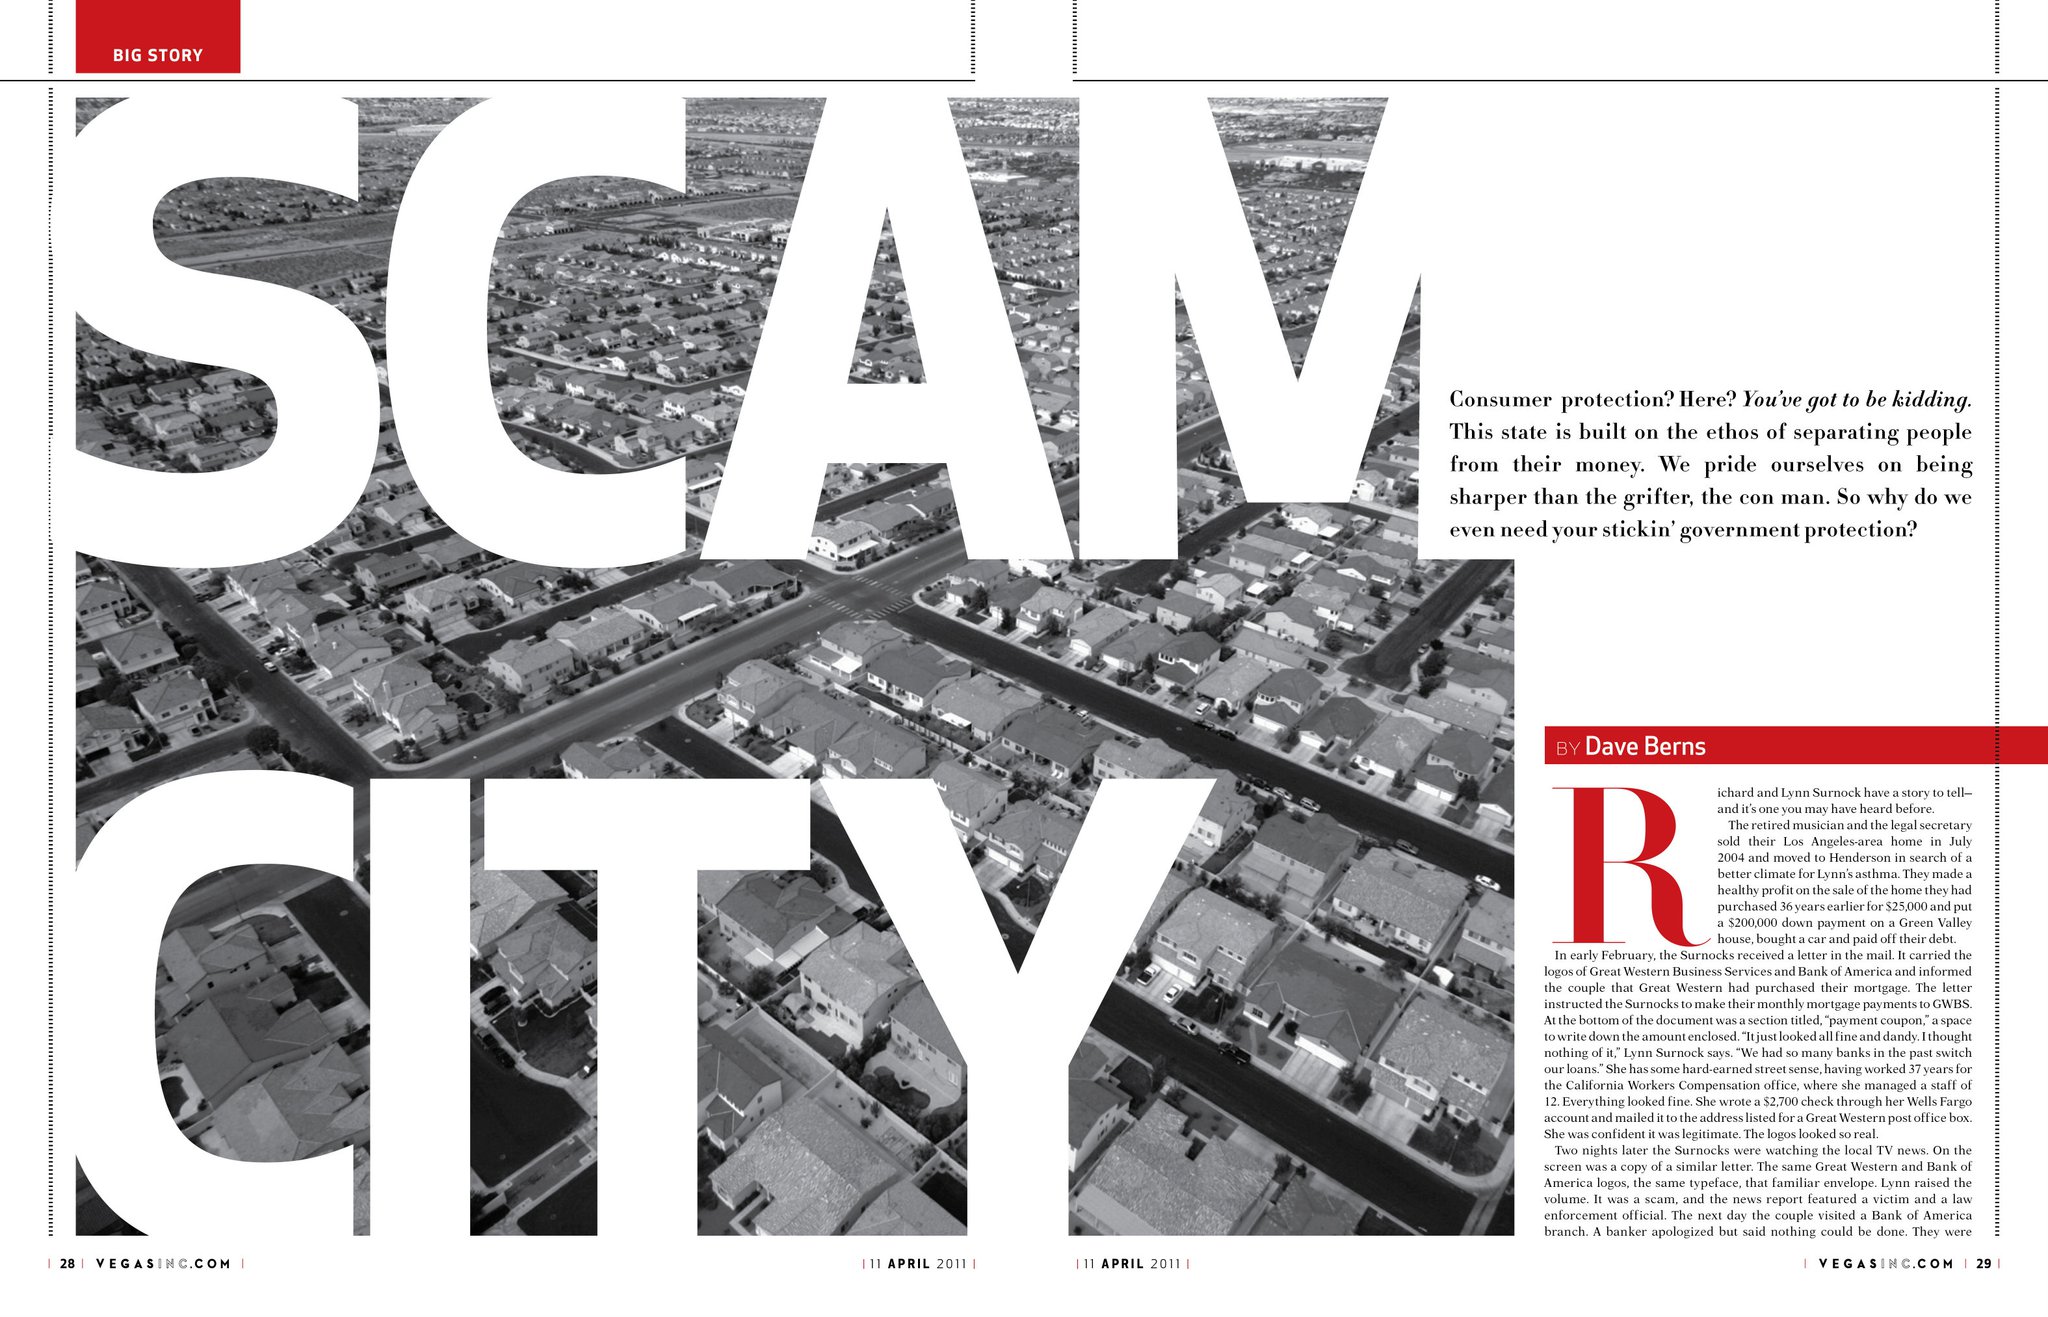 BIG STORY
SCAM
CITY
Consumer protection? Here? You've got to be kidding.
This state is built on the ethos of separating people
from their money. We pride ourselves on being
sharper than the grifter, the con man. So why do we
even need your stickin' government protection?
BY Dave Berns
Richard and Lynn Surnock have a story to tell—
and it's one you may have heard before.
The retired musician and the legal secretary
sold their Los Angeles-area home in July
2004 and moved to Henderson in search of a
better climate for Lynn's asthma. They made a
healthy profit on the sale of the home they had
purchased 36 years earlier for $25,000 and put
a $200,000 down payment on a Green Valley
house, bought a car and paid off their debt.
In early February, the Surnocks received a letter in the mail. It carried the
logos of Great Western Business Services and Bank of America and informed
the couple that Great Western had purchased their mortgage. The letter
instructed the Surnocks to make their monthly mortgage payments to GWBS.
At the bottom of the document was a section titled, "payment coupon," a space
to write down the amount enclosed. "It just looked all fine and dandy. I thought
nothing of it," Lynn Surnock says. "We had so many banks in the past switch
our loans." She has some hard-earned street sense, having worked 37 years for
the California Workers Compensation office, where she managed a staff of
12. Everything looked fine. She wrote a $2,700 check through her Wells Fargo
account and mailed it to the address listed for a Great Western post office box.
She was confident it was legitimate. The logos looked so real.
Two nights later the Surnocks were watching the local TV news. On the
screen was a copy of a similar letter. The same Great Western and Bank of
America logos, the same typeface, that familiar envelope. Lynn raised the
volume. It was a scam, and the news report featured a victim and a law
enforcement official. The next day the couple visited a Bank of America
branch. A banker apologized but said nothing could be done. They were
| 28 | VEGASINC.COM |
| 11 APRIL 2011 |
| 11 APRIL 2011 |
| VEGASINC.COM | 29 |